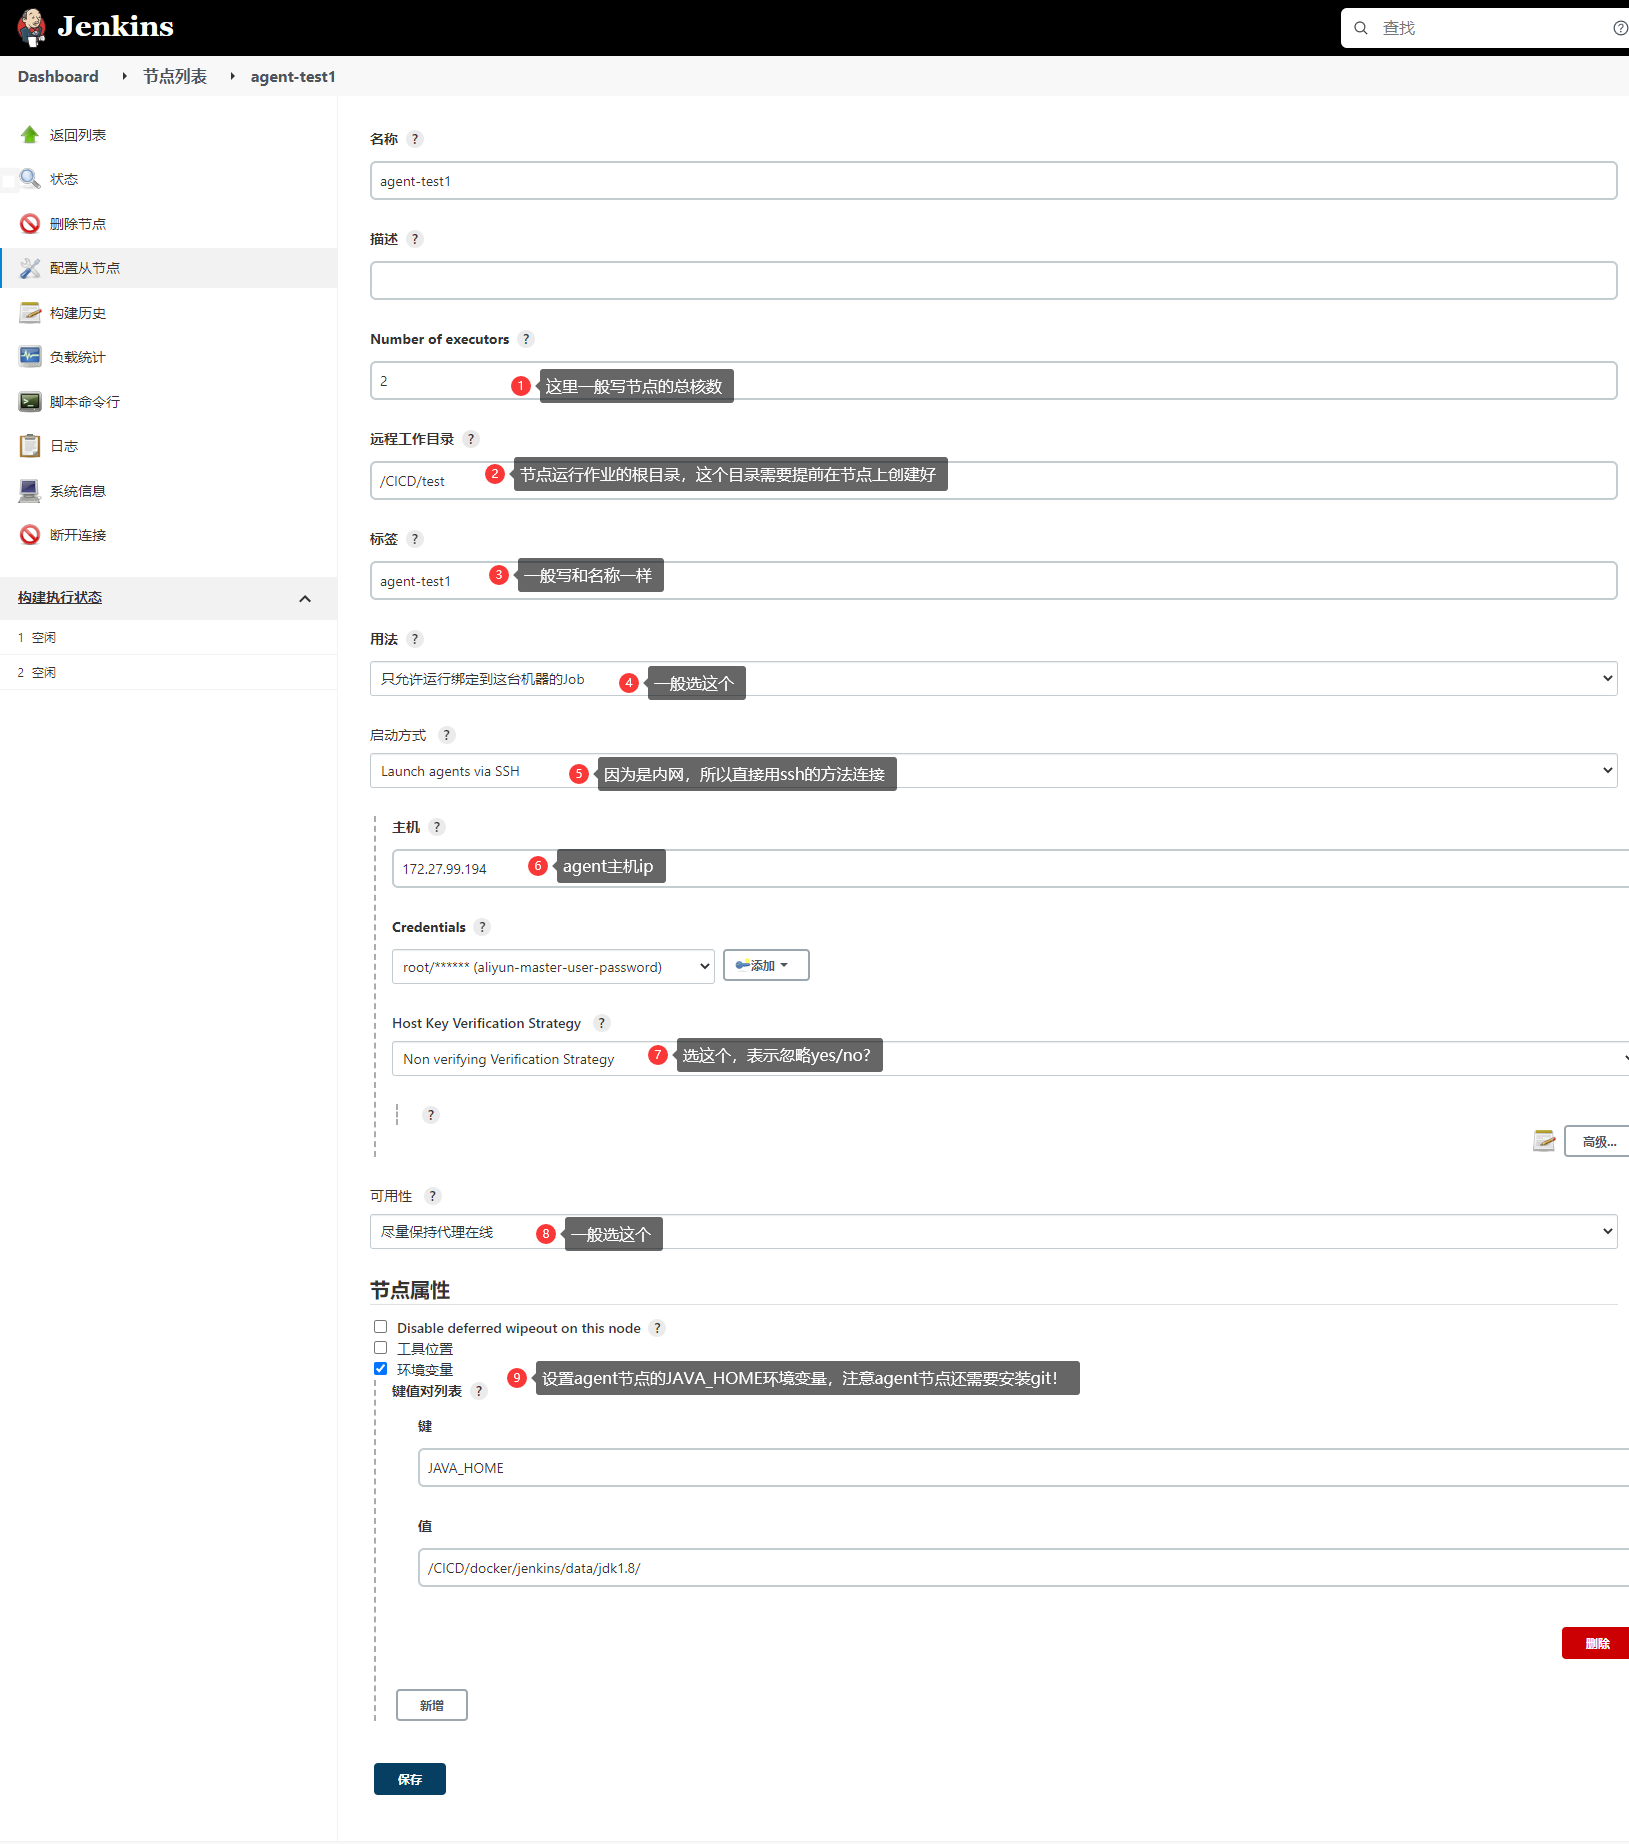 Jenkins
查找
Dashboard
节点列表
agent-test1
返回列表
状态
删除节点
配置从节点
构建历史
负载统计
脚本命令行
日志
系统信息
断开连接
构建执行状态
1 空闲
2 空闲
名称 ?
agent-test1
描述 ?
Number of executors ?
2
1 这里一般写节点的总核数
远程工作目录 ?
/CICD/test
2 节点运行作业的根目录，这个目录需要提前在节点上创建好
标签 ?
agent-test1
3 一般写和名称一样
用法 ?
只允许运行绑定到这台机器的Job
4 一般选这个
启动方式 ?
Launch agents via SSH
5 因为是内网，所以直接用ssh的方法连接
主机 ?
172.27.99.194
6 agent主机ip
Credentials ?
root/****** (aliyun-master-user-password)
添加
Host Key Verification Strategy ?
Non verifying Verification Strategy
7 选这个，表示忽略yes/no？
?
高级...
可用性 ?
尽量保持代理在线
8 一般选这个
节点属性
Disable deferred wipeout on this node ?
工具位置
环境变量
9 设置agent节点的JAVA_HOME环境变量，注意agent节点还需要安装git！
键值对列表 ?
键
JAVA_HOME
值
/CICD/docker/jenkins/data/jdk1.8/
删除
新增
保存